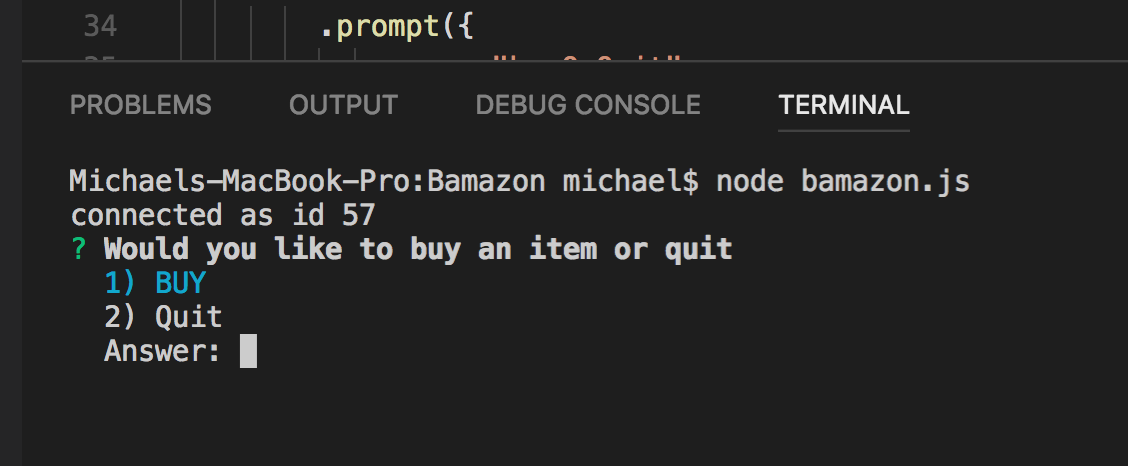 34 .prompt({
PROBLEMS OUTPUT DEBUG CONSOLE TERMINAL
Michaels-MacBook-Pro:Bamazon michael$ node bamazon.js
connected as id 57
? Would you like to buy an item or quit
1) BUY
2) Quit
Answer: